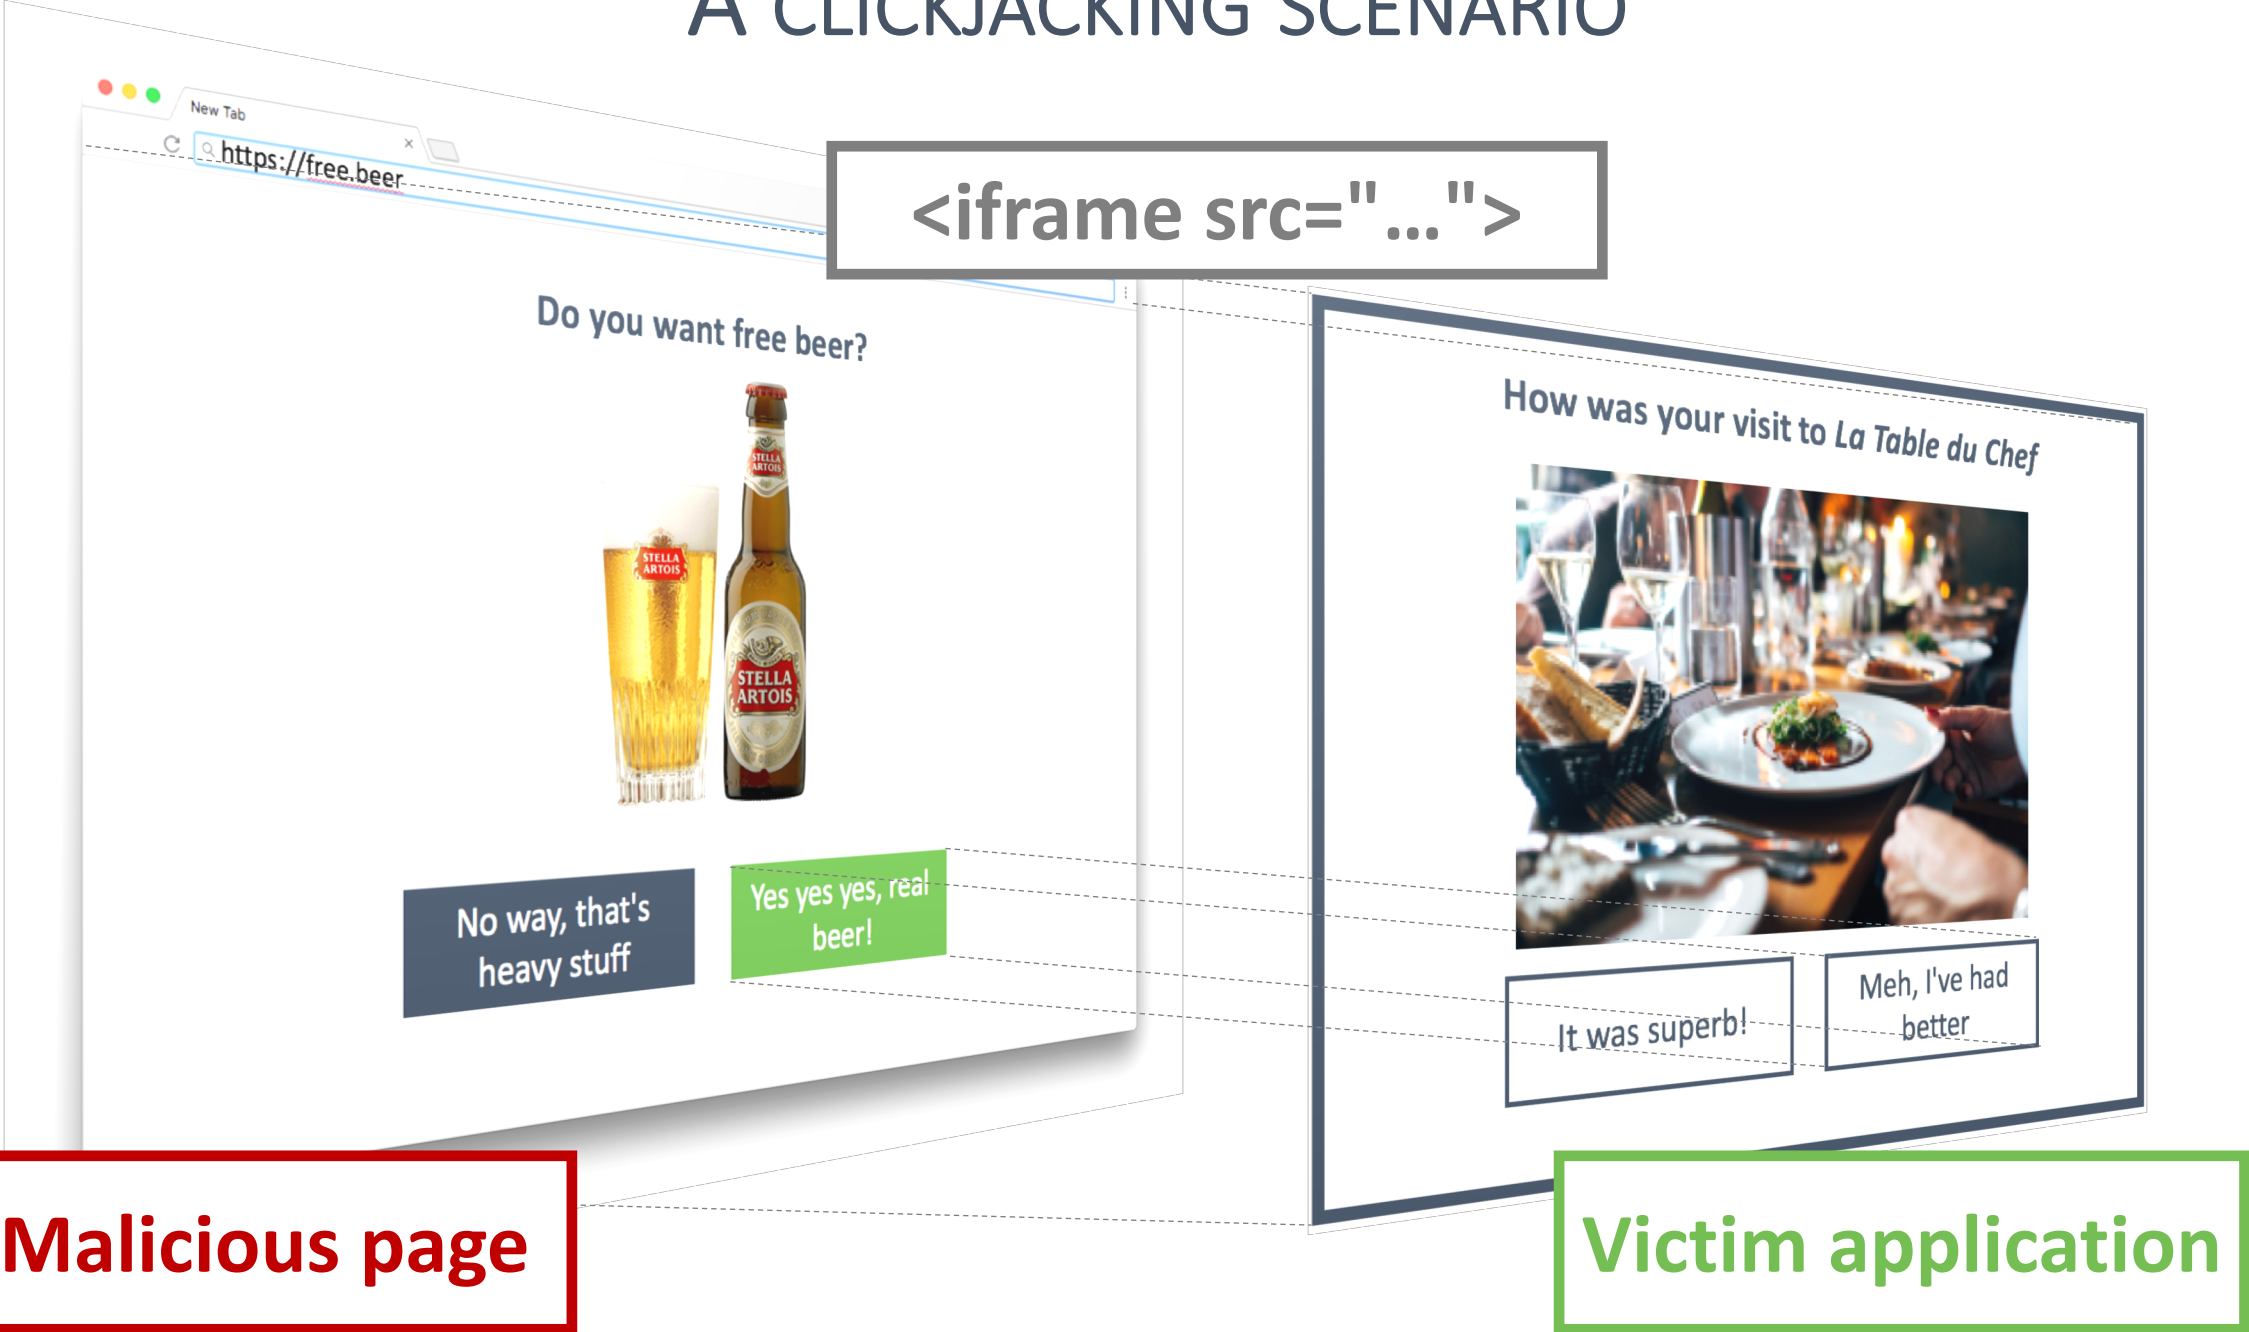 A CLICKJACKING SCENARIO
New Tab
https://free.beer
<iframe src="...">
Do you want free beer?
STELLA
ARTOIS
STELLA
ARTOIS
STELLA
ARTOIS
No way, that's
heavy stuff
Yes yes yes, real
beer!
How was your visit to La Table du Chef
It was superb!
Meh, I've had
better
Malicious page
Victim application